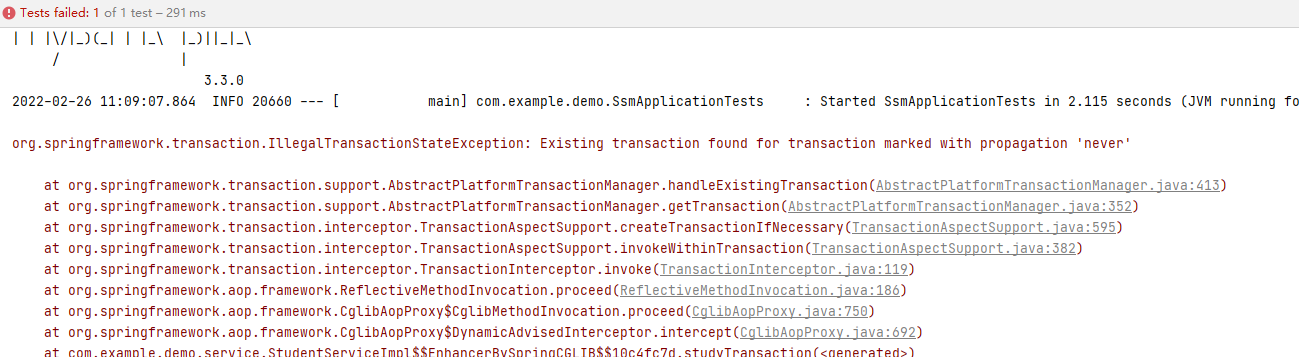 Tests failed: 1 of 1 test – 291 ms
| | |\/|_)(_| | |_\  |_)||_|_\
     /               |
                        3.3.0
2022-02-26 11:09:07.864  INFO 20660 --- [           main] com.example.demo.SsmApplicationTests     : Started SsmApplicationTests in 2.115 seconds (JVM running fo
org.springframework.transaction.IllegalTransactionStateException: Existing transaction found for transaction marked with propagation 'never'
    at org.springframework.transaction.support.AbstractPlatformTransactionManager.handleExistingTransaction(AbstractPlatformTransactionManager.java:413)
    at org.springframework.transaction.support.AbstractPlatformTransactionManager.getTransaction(AbstractPlatformTransactionManager.java:352)
    at org.springframework.transaction.interceptor.TransactionAspectSupport.createTransactionIfNecessary(TransactionAspectSupport.java:595)
    at org.springframework.transaction.interceptor.TransactionAspectSupport.invokeWithinTransaction(TransactionAspectSupport.java:382)
    at org.springframework.transaction.interceptor.TransactionInterceptor.invoke(TransactionInterceptor.java:119)
    at org.springframework.aop.framework.ReflectiveMethodInvocation.proceed(ReflectiveMethodInvocation.java:186)
    at org.springframework.aop.framework.CglibAopProxy$CglibMethodInvocation.proceed(CglibAopProxy.java:750)
    at org.springframework.aop.framework.CglibAopProxy$DynamicAdvisedInterceptor.intercept(CglibAopProxy.java:692)
    at com.example.demo.service.StudentServiceImpl$$EnhancerBySpringCGLIB$$10c4fc7d.studyTransaction(<generated>)